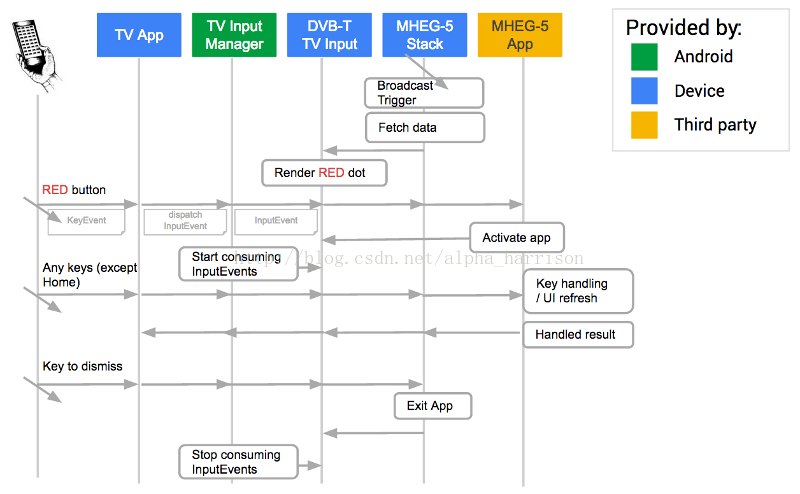 TV App
TV Input
Manager
DVB-T
TV Input
MHEG-5
Stack
MHEG-5
App
Provided by:
Android
Device
Third party
Broadcast
Trigger
Fetch data
Render RED dot
RED button
KeyEvent
dispatch
InputEvent
InputEvent
Activate app
http://blog.csdn.net/alpha_harrison
Start consuming
InputEvents
Any keys (except
Home)
Key handling
/ UI refresh
Handled result
Key to dismiss
Exit App
Stop consuming
InputEvents